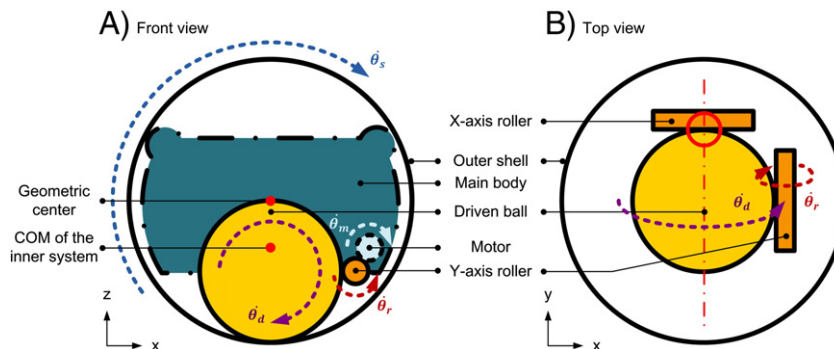 A) Front view
B) Top view
θ̇s
X-axis roller
Outer shell
Main body
Geometric
center
Driven ball
COM of the
inner system
θ̇m
Motor
Y-axis roller
θ̇r
θ̇d
θ̇d
θ̇r
z
x
y
x